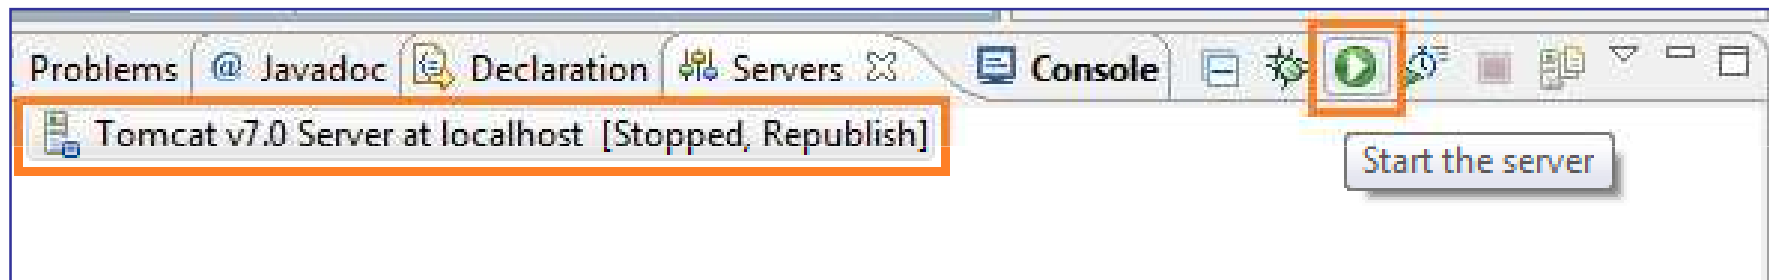 Problems @ Javadoc Declaration Servers Console
Tomcat v7.0 Server at localhost [Stopped, Republish]
Start the server